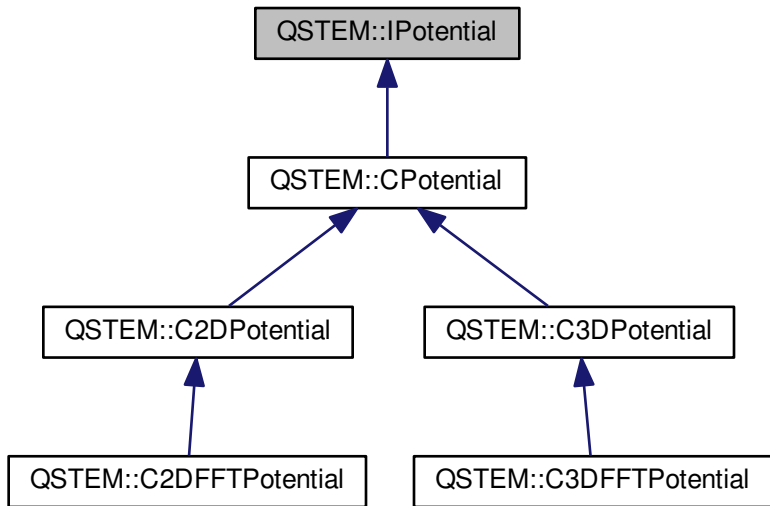 QSTEM::IPotential
QSTEM::CPotential
QSTEM::C2DPotential
QSTEM::C3DPotential
QSTEM::C2DFFTPotential
QSTEM::C3DFFTPotential